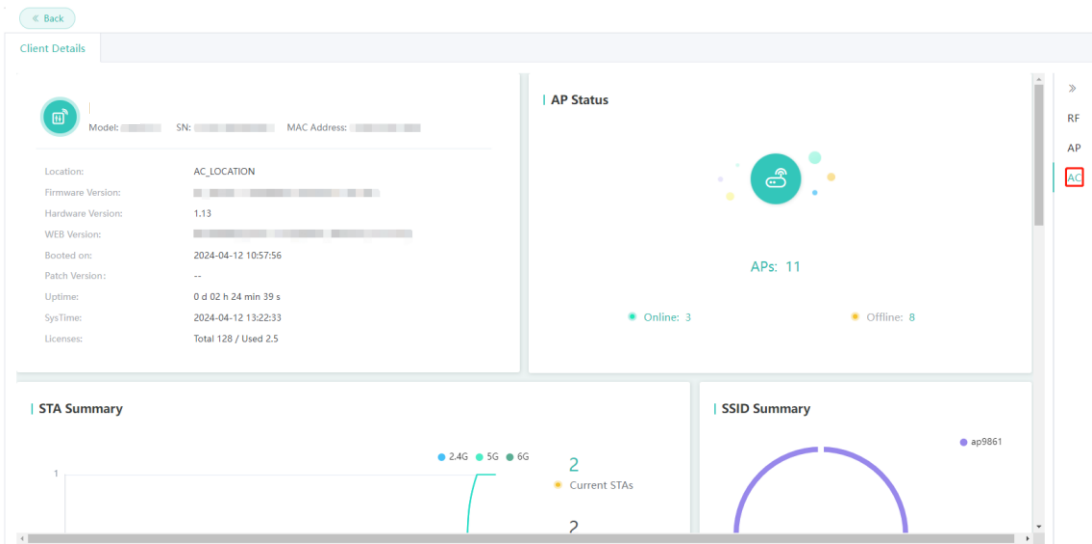 « Back
Client Details
Model: SN: MAC Address:
Location: AC_LOCATION
Firmware Version:
Hardware Version: 1.13
WEB Version:
Booted on: 2024-04-12 10:57:56
Patch Version: --
Uptime: 0 d 02 h 24 min 39 s
SysTime: 2024-04-12 13:22:33
Licenses: Total 128 / Used 2.5
AP Status
APs: 11
Online: 3 Offline: 8
»
RF
AP
AC
STA Summary
2.4G 5G 6G
1
2
Current STAs
2
SSID Summary
ap9861